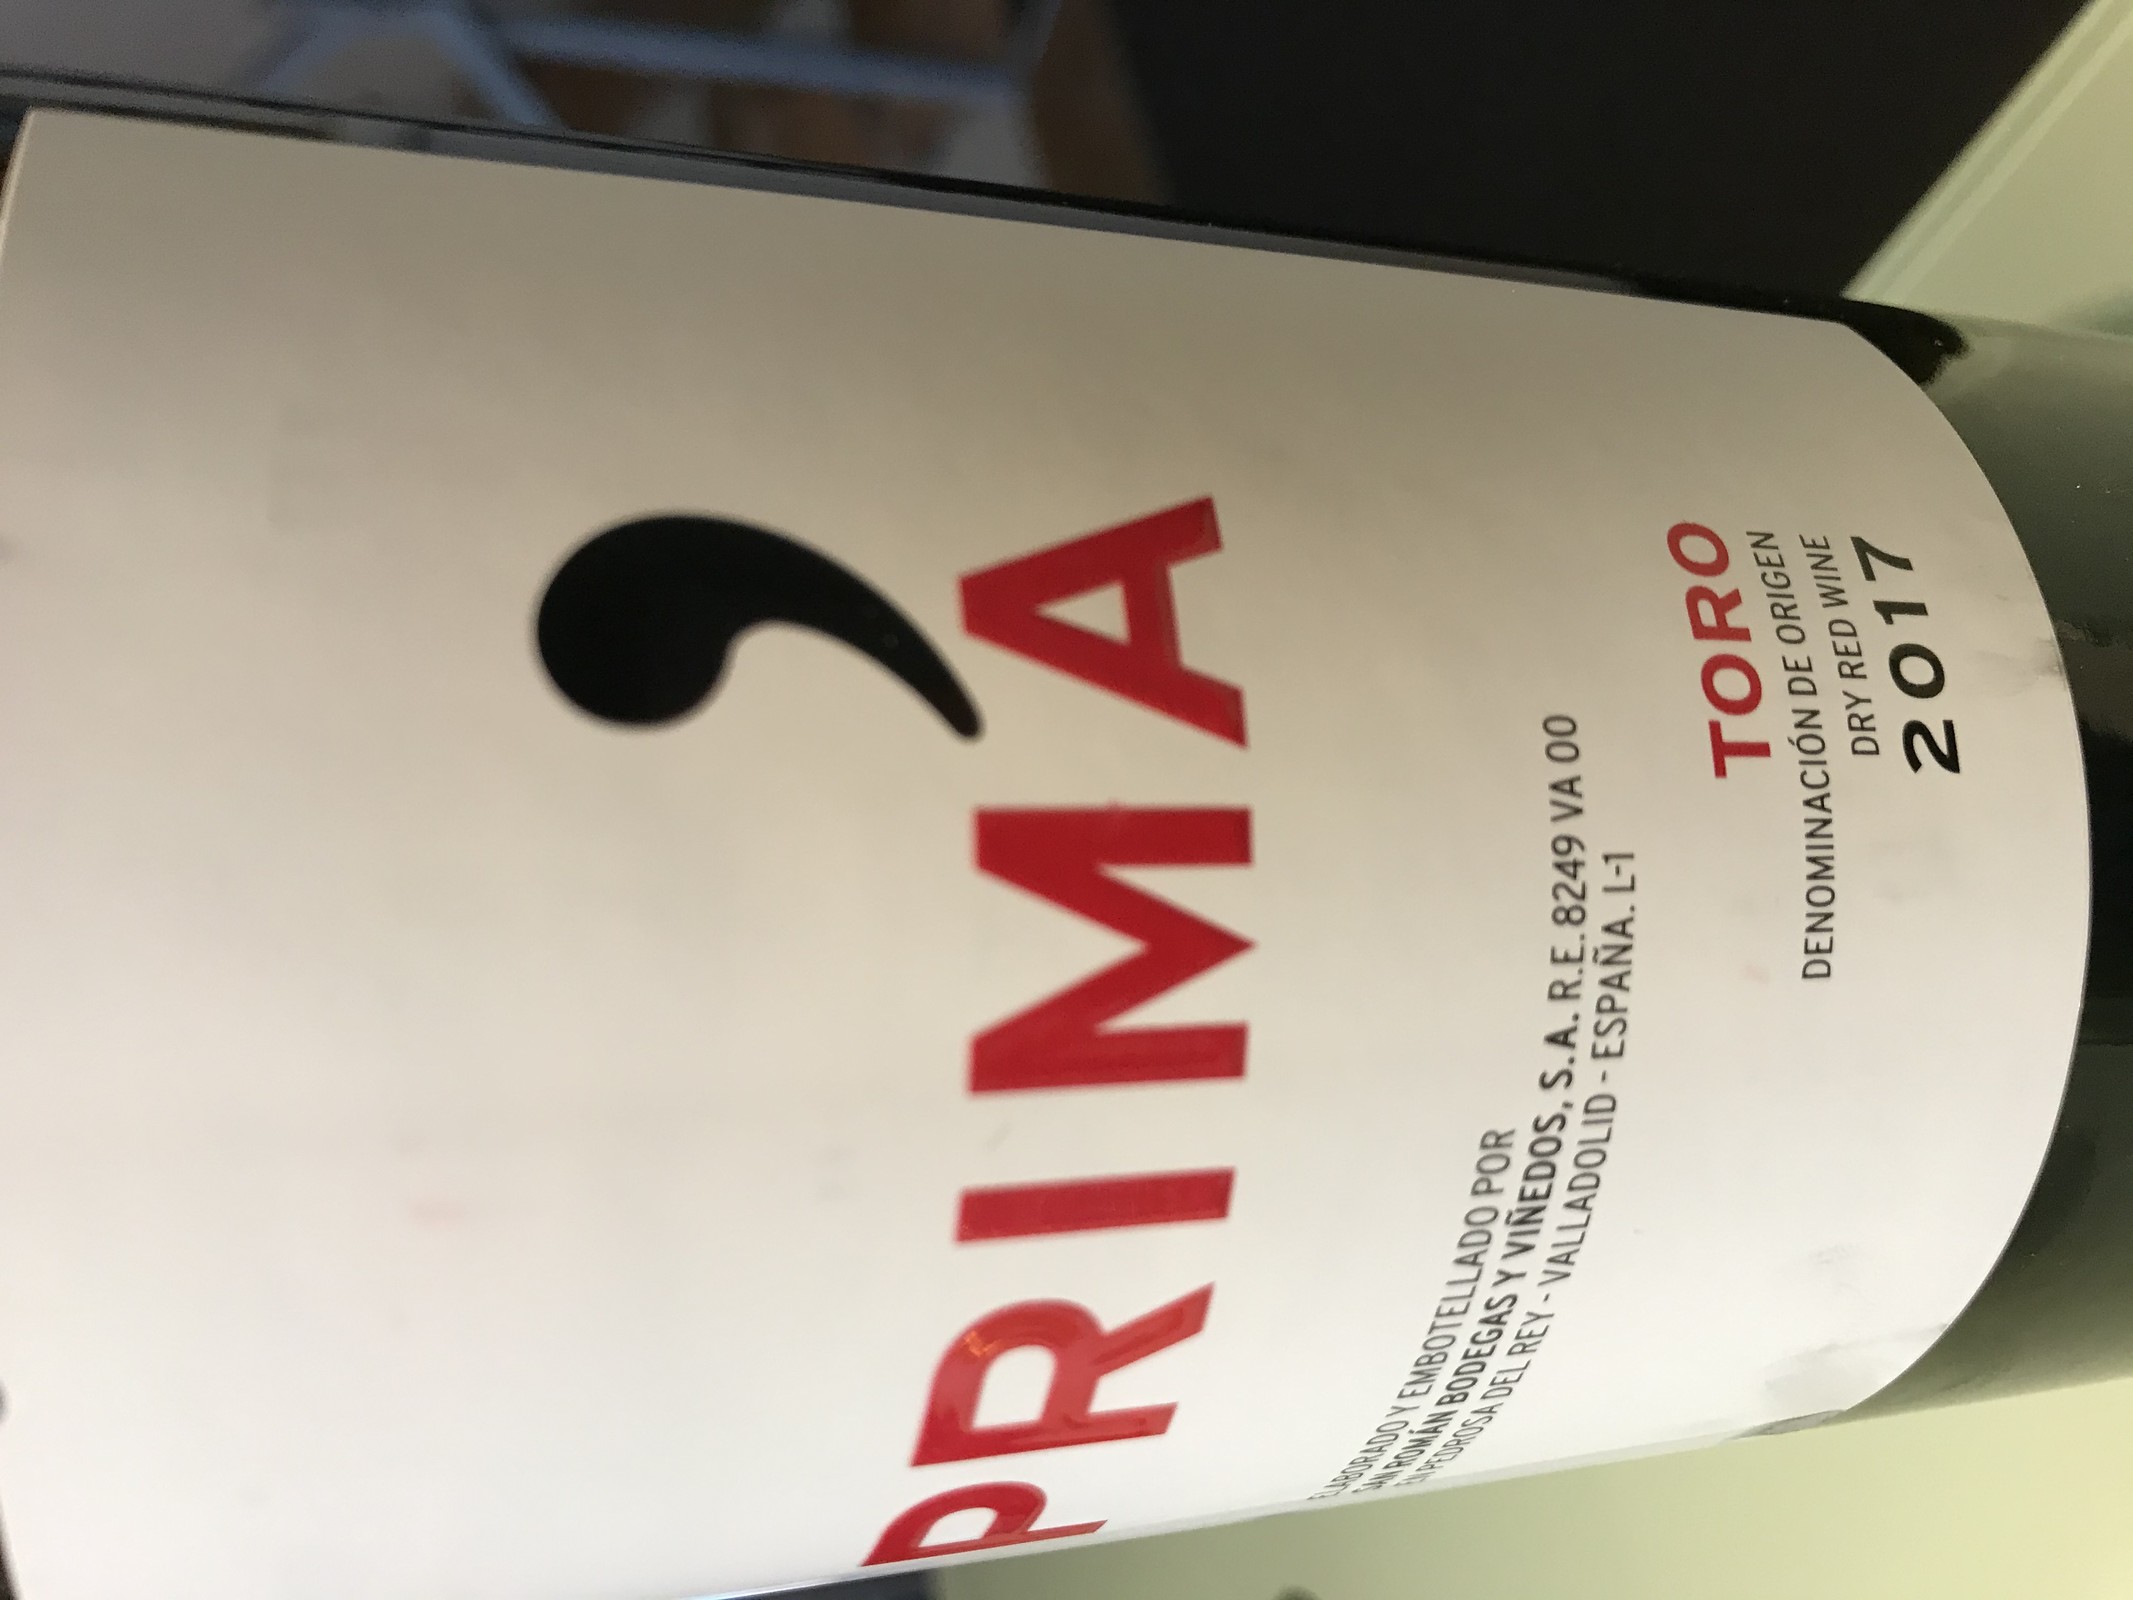 PRIMA
ELABORADO Y EMBOTELLADO POR
SAN ROMÁN BODEGAS Y VIÑEDOS, S.A. R.E. 8249 VA 00
EN PEDROSA DEL REY - VALLADOLID - ESPAÑA. L-1
TORO
DENOMINACIÓN DE ORIGEN
DRY RED WINE
2017